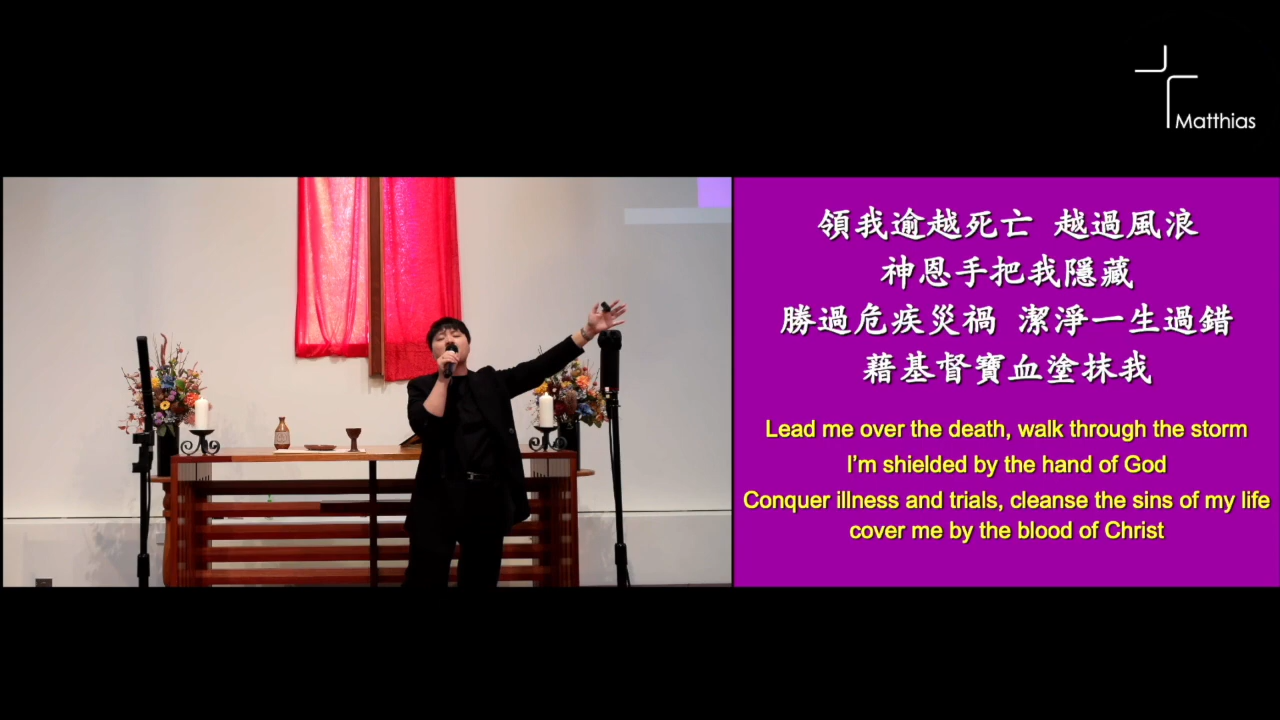 Matthias
領我逾越死亡 越過風浪
神恩手把我隱藏
勝過危疾災禍 潔淨一生過錯
藉基督寶血塗抹我
Lead me over the death, walk through the storm
I'm shielded by the hand of God
Conquer illness and trials, cleanse the sins of my life
cover me by the blood of Christ